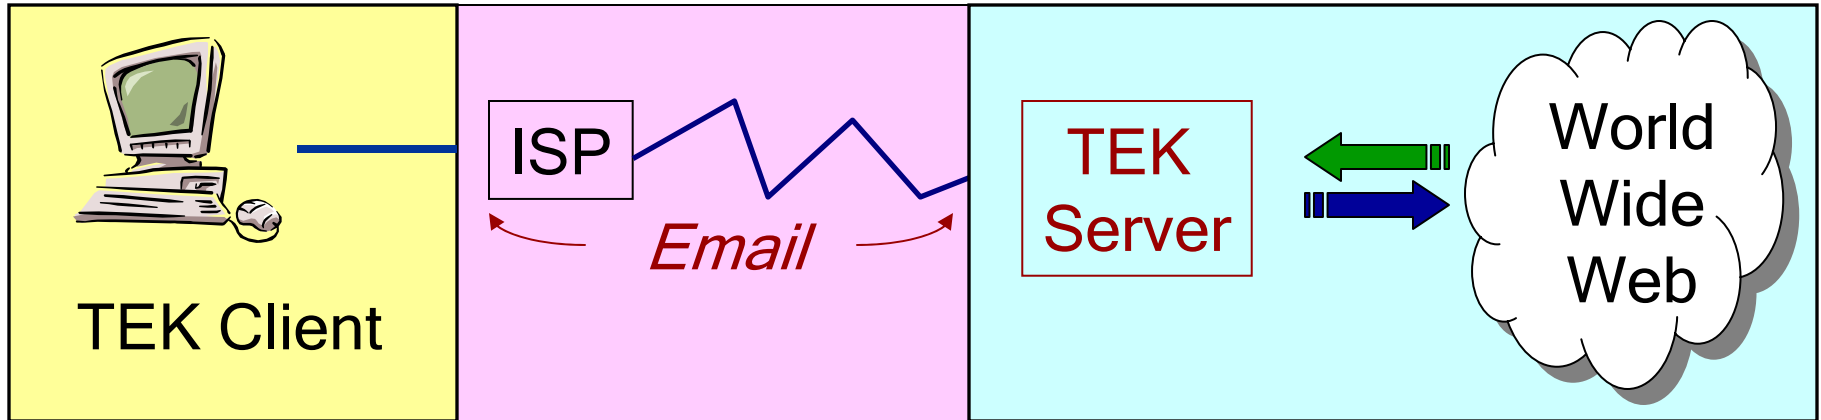 TEK Client
ISP
Email
TEK
Server
World
Wide
Web